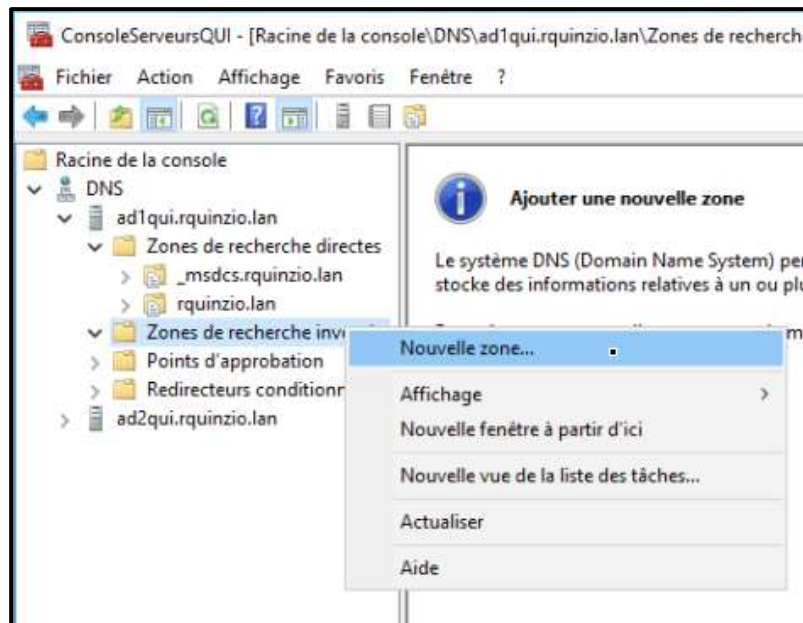 ConsoleServeursQUI - [Racine de la console\DNS\ad1qui.rquinzio.lan\Zones de recherch
Fichier Action Affichage Favoris Fenêtre ?
Racine de la console
DNS
ad1qui.rquinzio.lan
Zones de recherche directes
_msdcs.rquinzio.lan
rquinzio.lan
Zones de recherche inv
Points d'approbation
Redirecteurs conditionr
ad2qui.rquinzio.lan
Ajouter une nouvelle zone
Le système DNS (Domain Name System) per
stocke des informations relatives à un ou plu
Nouvelle zone...
Affichage
Nouvelle fenêtre à partir d'ici
Nouvelle vue de la liste des tâches...
Actualiser
Aide